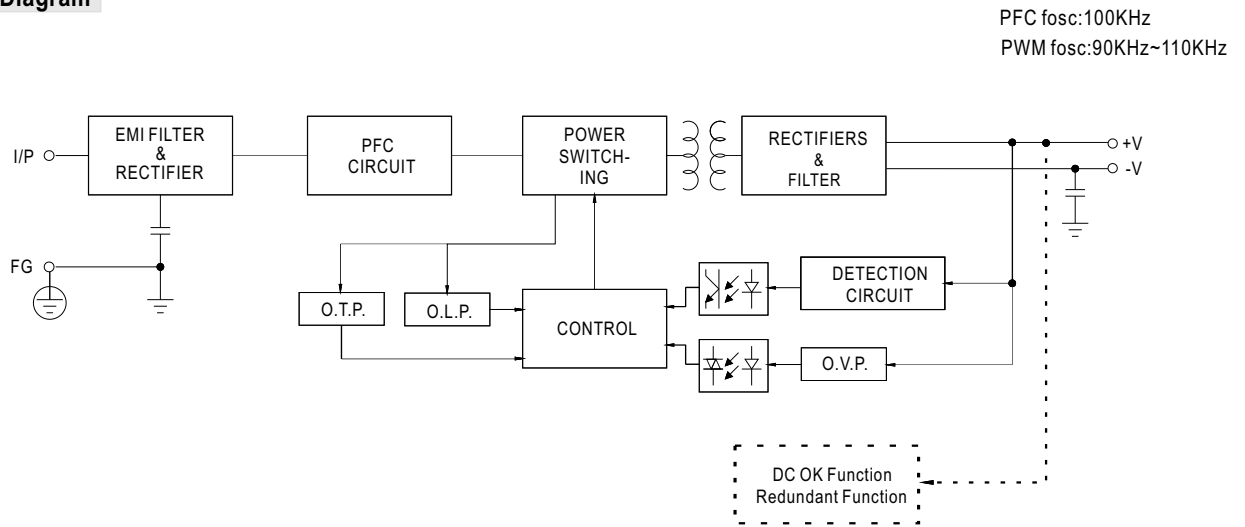 Diagram
PFC fosc:100KHz
PWM fosc:90KHz~110KHz
I/P
EMI FILTER
&
RECTIFIER
PFC
CIRCUIT
POWER
SWITCH-
ING
RECTIFIERS
&
FILTER
+V
-V
FG
O.T.P.
O.L.P.
CONTROL
DETECTION
CIRCUIT
O.V.P.
DC OK Function
Redundant Function